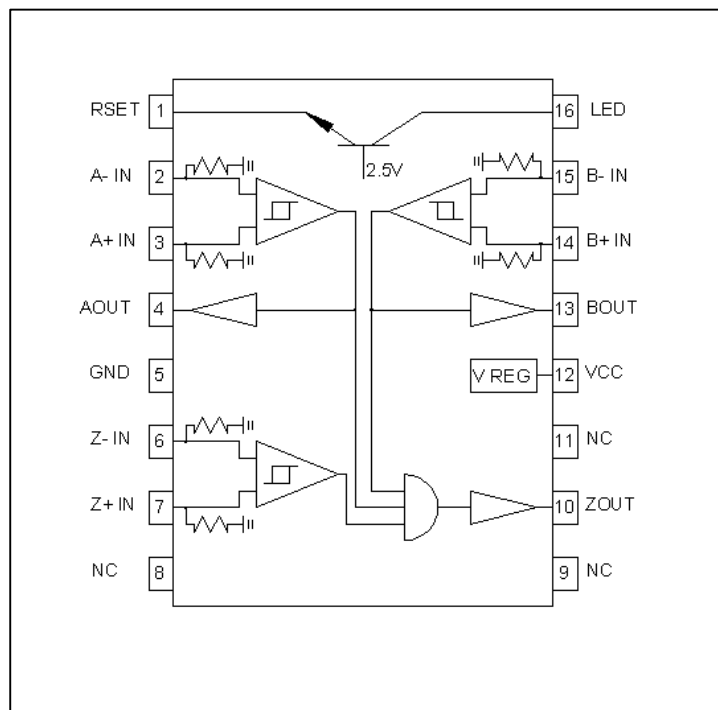 RSET 1 16 LED
2.5V
A- IN 2 15 B- IN
A+ IN 3 14 B+ IN
AOUT 4 13 BOUT
GND 5 V REG 12 VCC
Z- IN 6 11 NC
Z+ IN 7 10 ZOUT
NC 8 9 NC